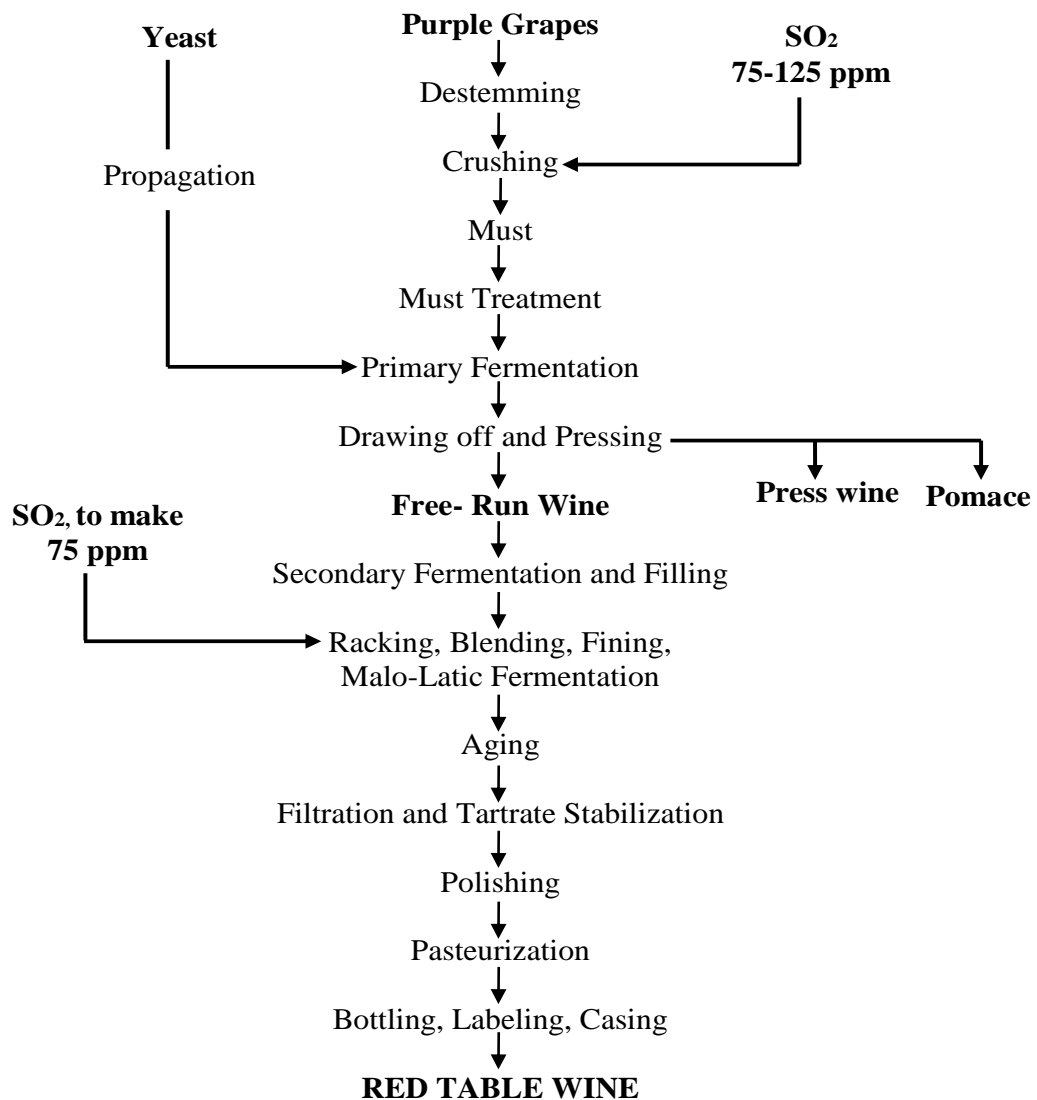 Yeast
Purple Grapes
SO₂
75-125 ppm
Destemming
Crushing
Propagation
Must
Must Treatment
Primary Fermentation
Drawing off and Pressing
Press wine
Pomace
Free- Run Wine
SO₂, to make
75 ppm
Secondary Fermentation and Filling
Racking, Blending, Fining,
Malo-Latic Fermentation
Aging
Filtration and Tartrate Stabilization
Polishing
Pasteurization
Bottling, Labeling, Casing
RED TABLE WINE